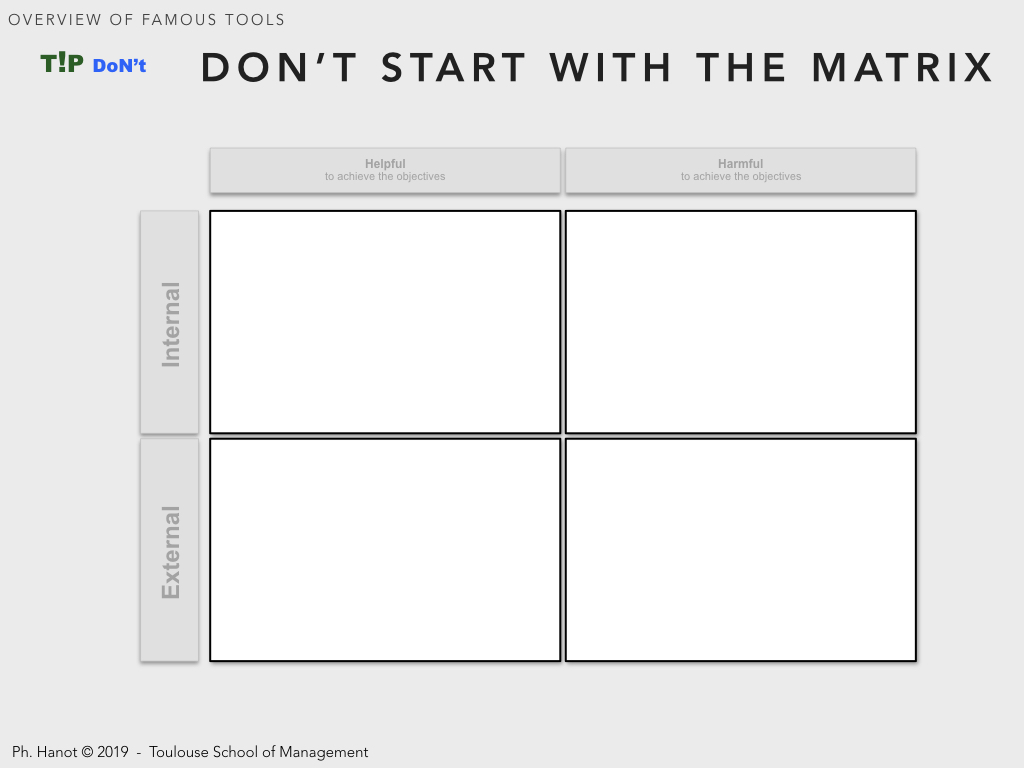 OVERVIEW OF FAMOUS TOOLS
T!P DoN't
DON’T START WITH THE MATRIX
Helpful
to achieve the objectives
Harmful
to achieve the objectives
Internal
External
Ph. Hanot © 2019 - Toulouse School of Management